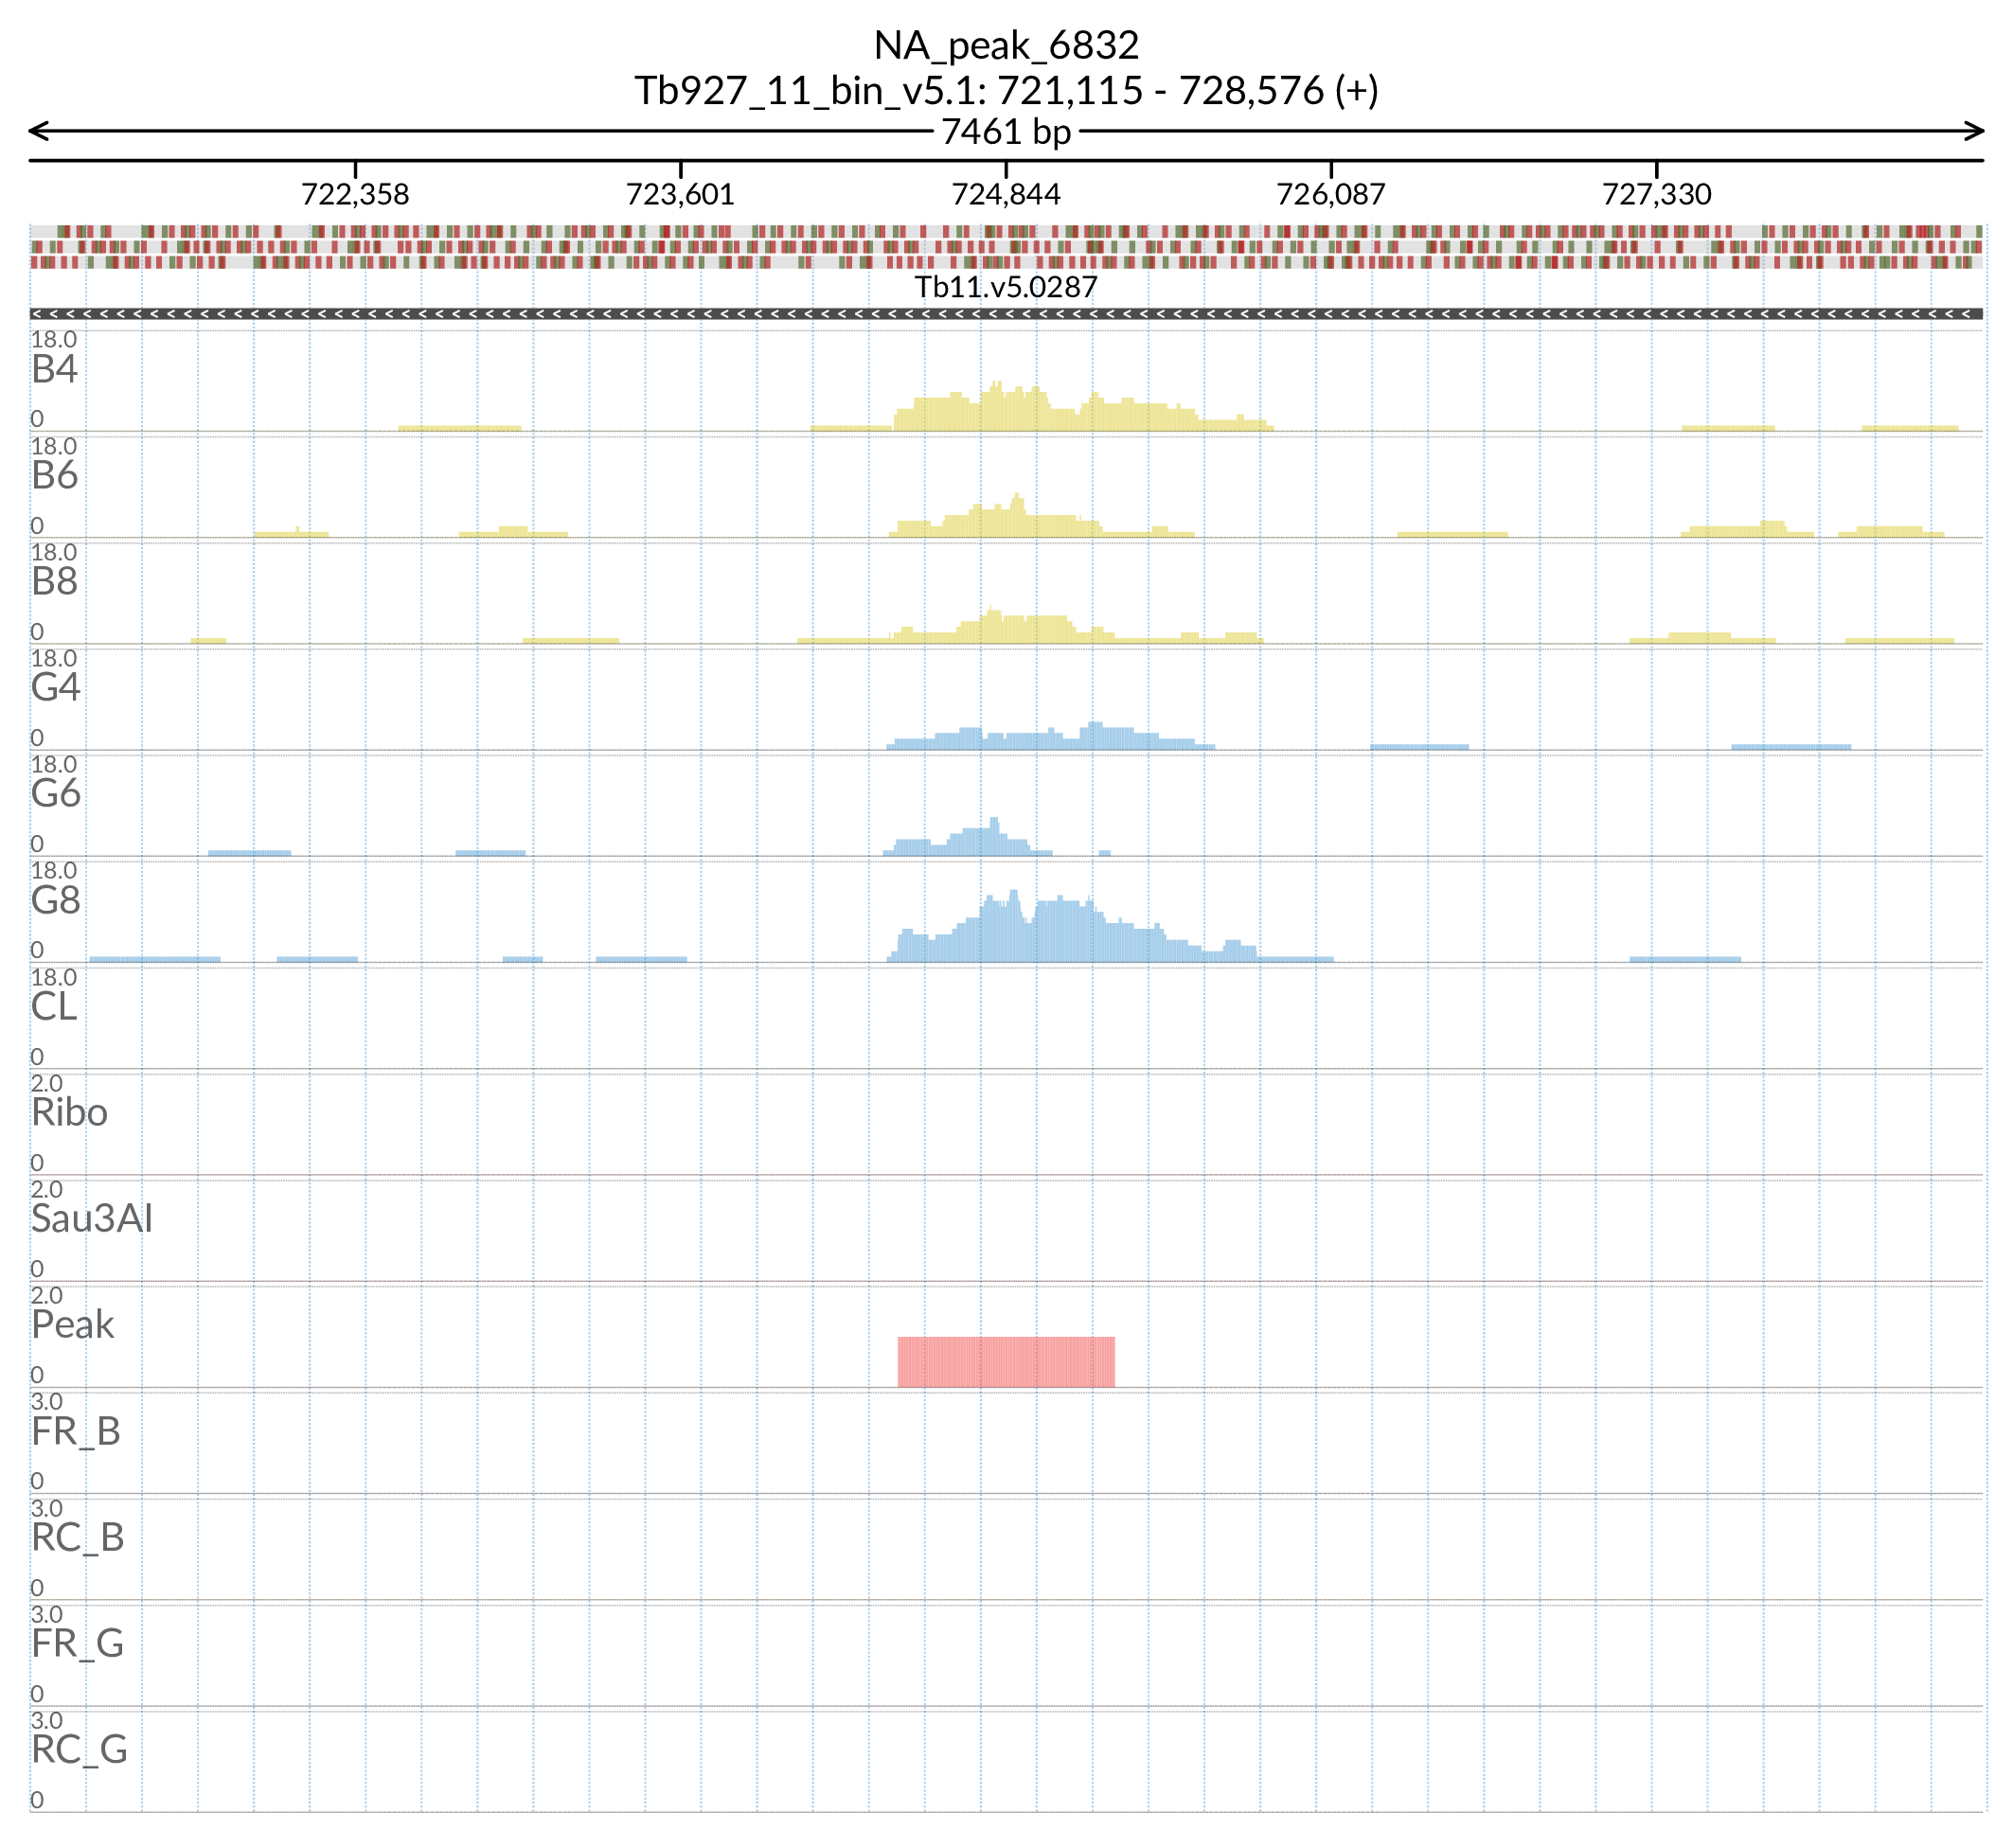 NA_peak_6832
Tb927_11_bin_v5.1: 721,115 - 728,576 (+)
7461 bp
722,358 723,601 724,844 726,087 727,330
Tb11.v5.0287
18.0
B4
0
18.0
B6
0
18.0
B8
0
18.0
G4
0
18.0
G6
0
18.0
G8
0
18.0
CL
0
2.0
Ribo
0
2.0
Sau3AI
0
2.0
Peak
0
3.0
FR_B
0
3.0
RC_B
0
3.0
FR_G
0
3.0
RC_G
0